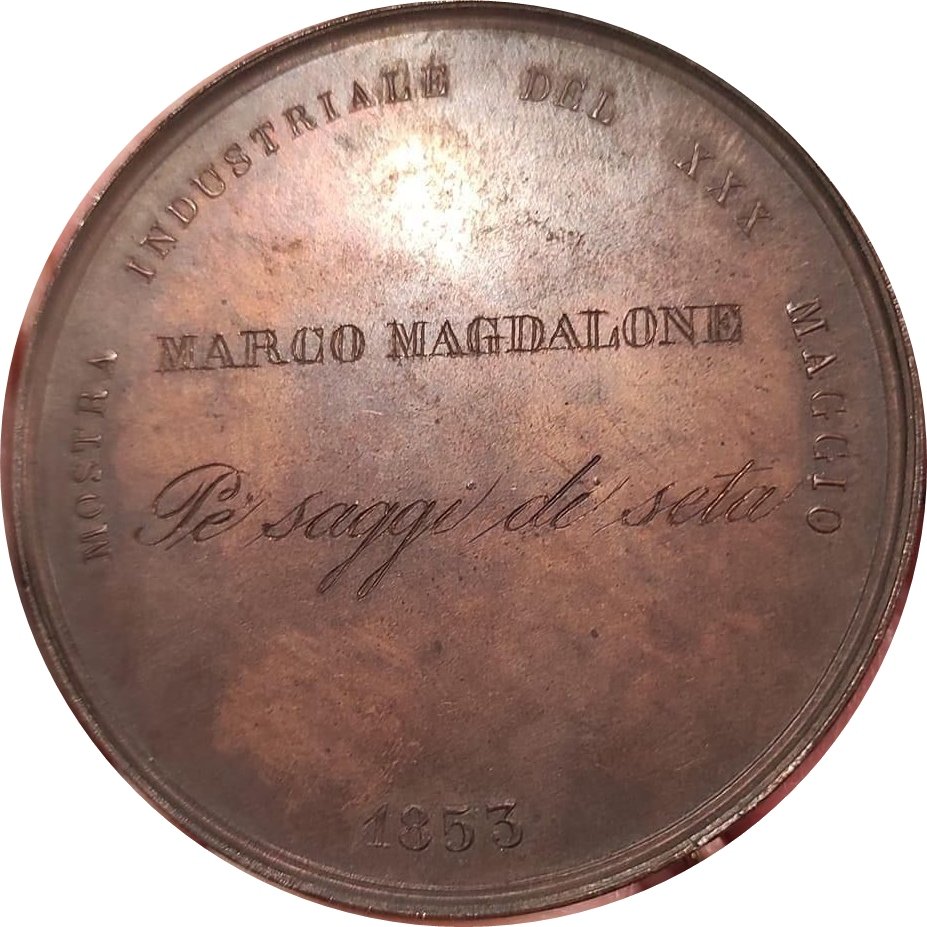 MOSTRA INDUSTRIALE DEL XXX MAGGIO
MARCO MAGDALONE
Pe' saggi di seta
1853